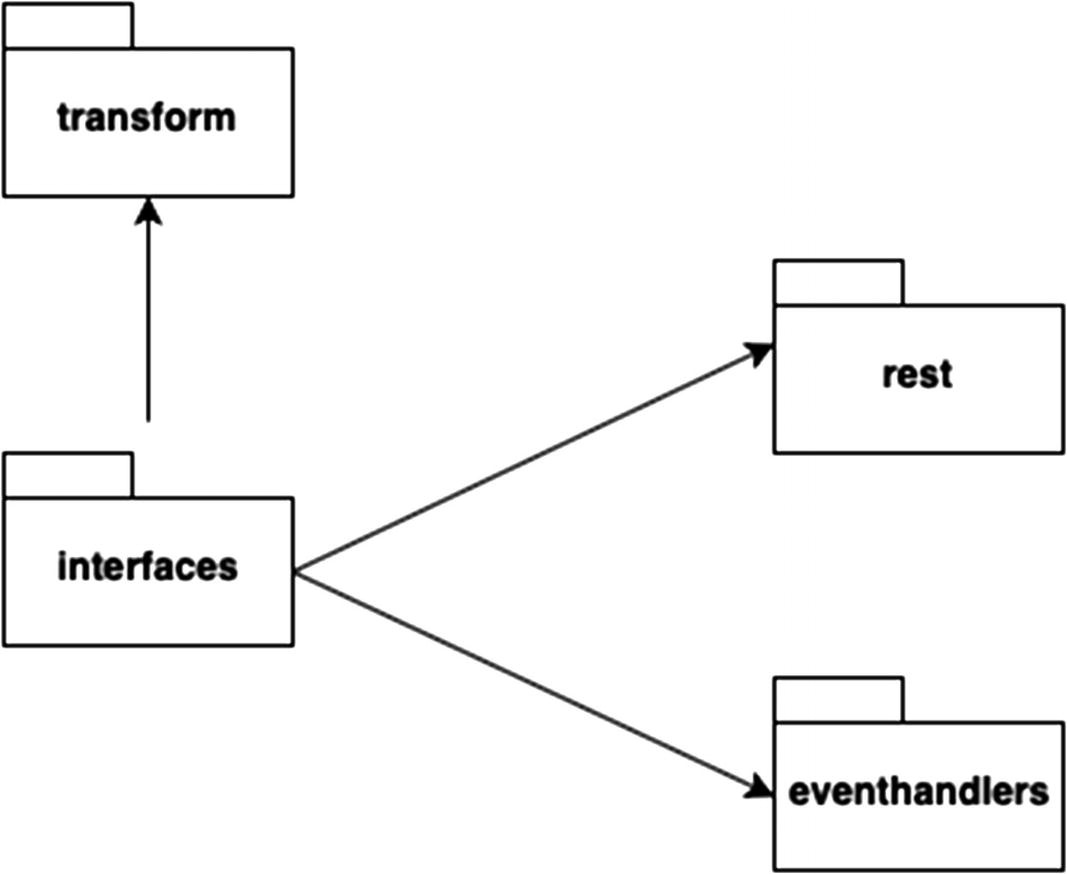 transform
rest
interfaces
eventhandlers